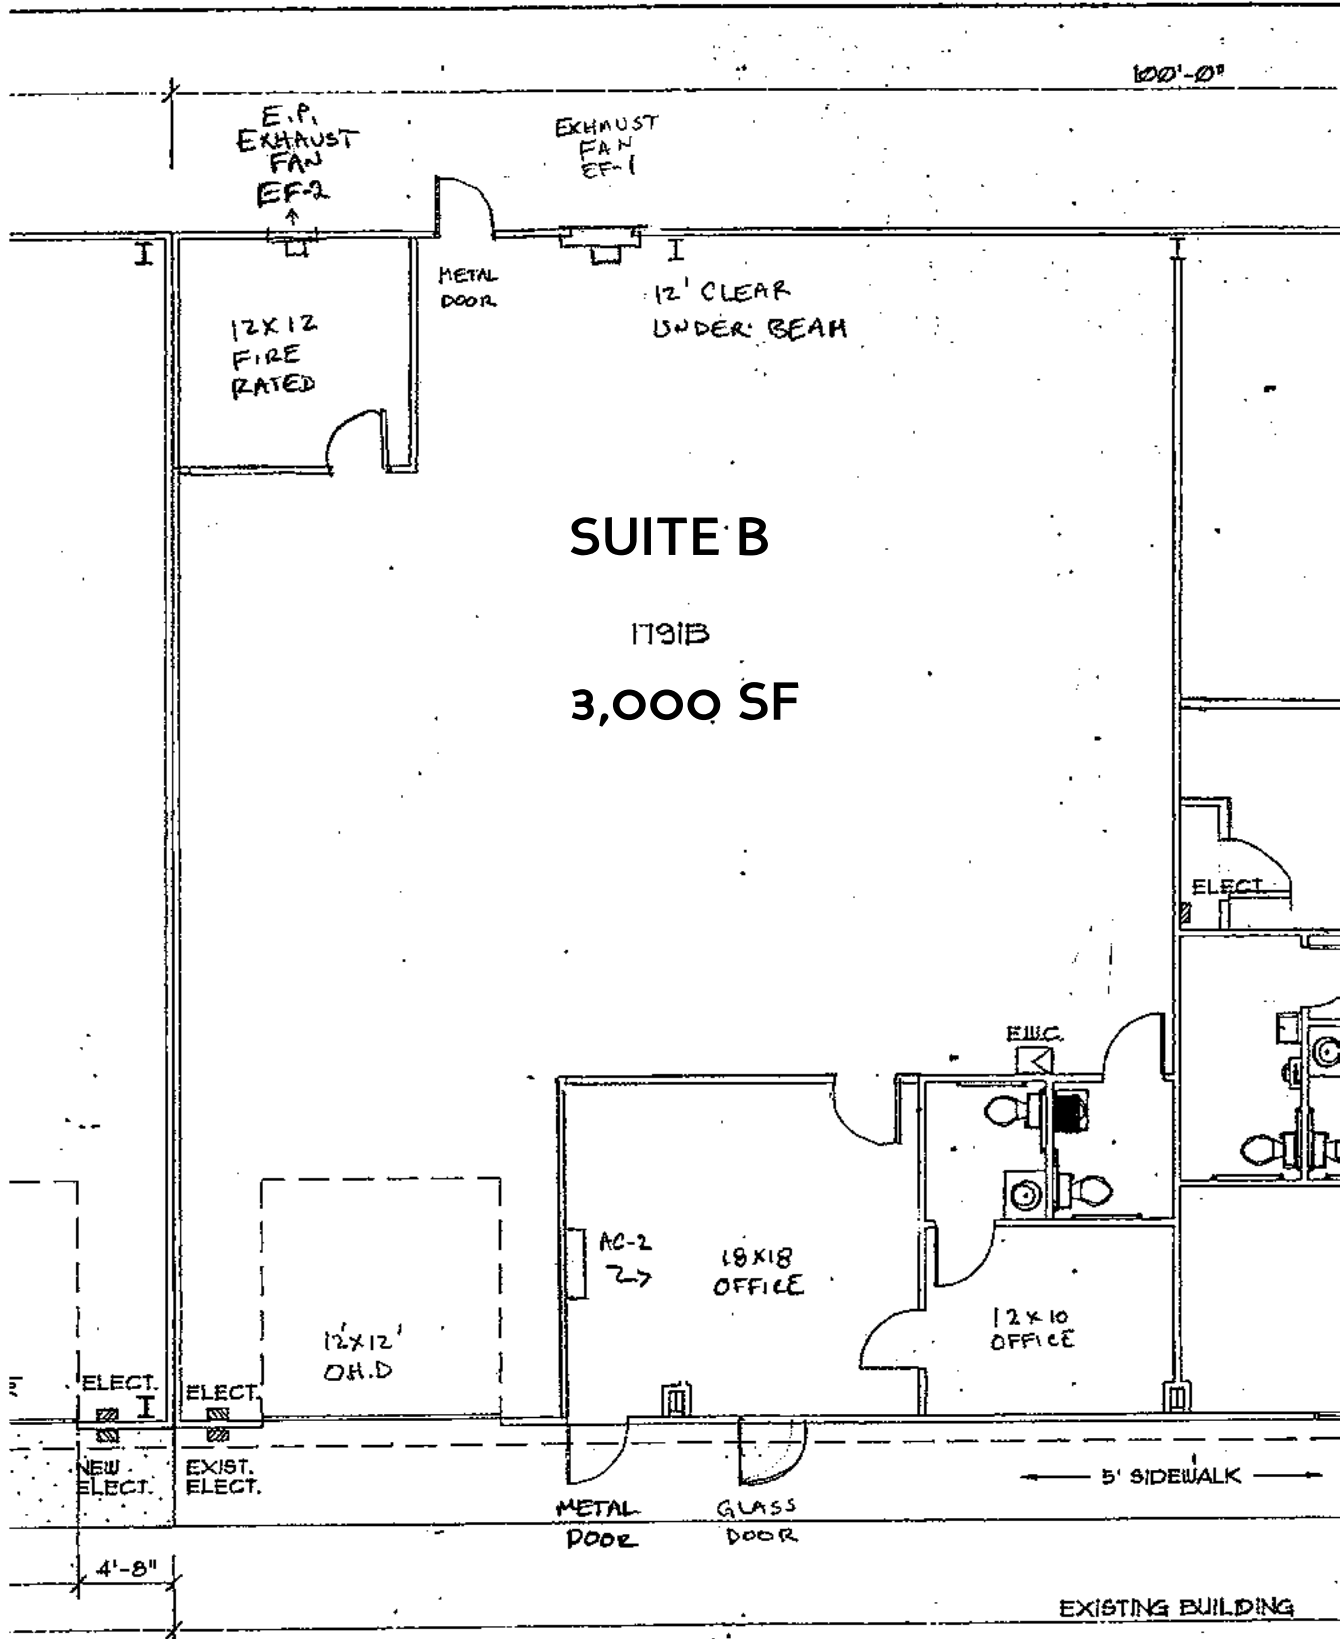 100'-0"
E.P.
EXHAUST
FAN
EF-2
EXHAUST
FAN
EF-1
METAL
DOOR
12' CLEAR
UNDER BEAM
12X12
FIRE
RATED
SUITE B
1791B
3,000 SF
ELECT.
E.W.C.
AC-2
18X18
OFFICE
12X10
OFFICE
12'X12'
O.H.D
ELECT.
ELECT.
NEW
ELECT.
EXIST.
ELECT.
5' SIDEWALK
METAL
DOOR
GLASS
DOOR
4'-8"
EXISTING BUILDING